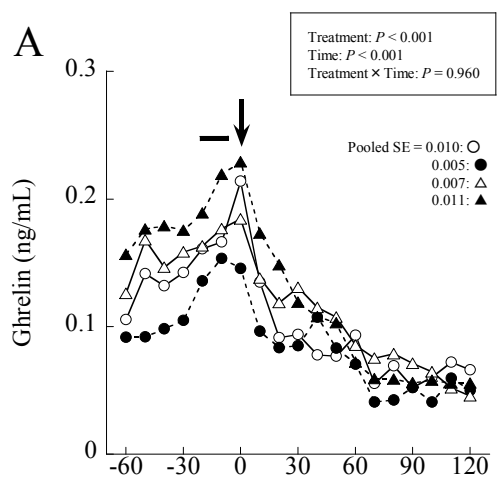 A
Treatment: P < 0.001
Time: P < 0.001
Treatment × Time: P = 0.960
0.3
Pooled SE = 0.010:
0.005:
0.007:
0.011:
0.2
Ghrelin (ng/mL)
0.1
0
-60 -30 0 30 60 90 120